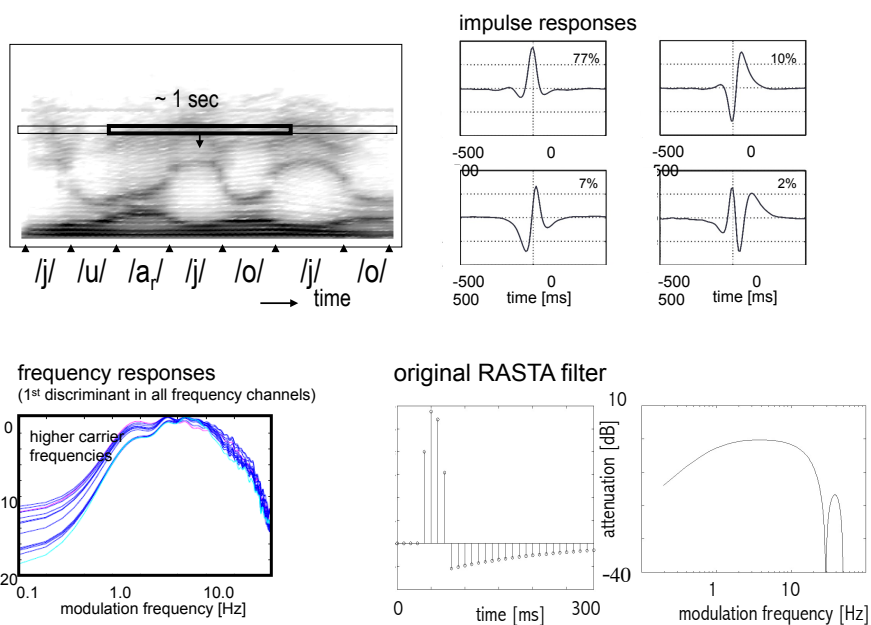 ~ 1 sec
/j/ /u/ /aᵣ/ /j/ /o/ /j/ /o/
time
impulse responses
77%
10%
-500 0
500
-500 0
7%
2%
-500 0
500 time [ms]
-500 0
500 time [ms]
frequency responses
(1st discriminant in all frequency channels)
0
higher carrier
frequencies
10
20
0.1 1.0 10.0
modulation frequency [Hz]
original RASTA filter
0 300
time [ms]
10
attenuation [dB]
-40
1 10
modulation frequency [Hz]